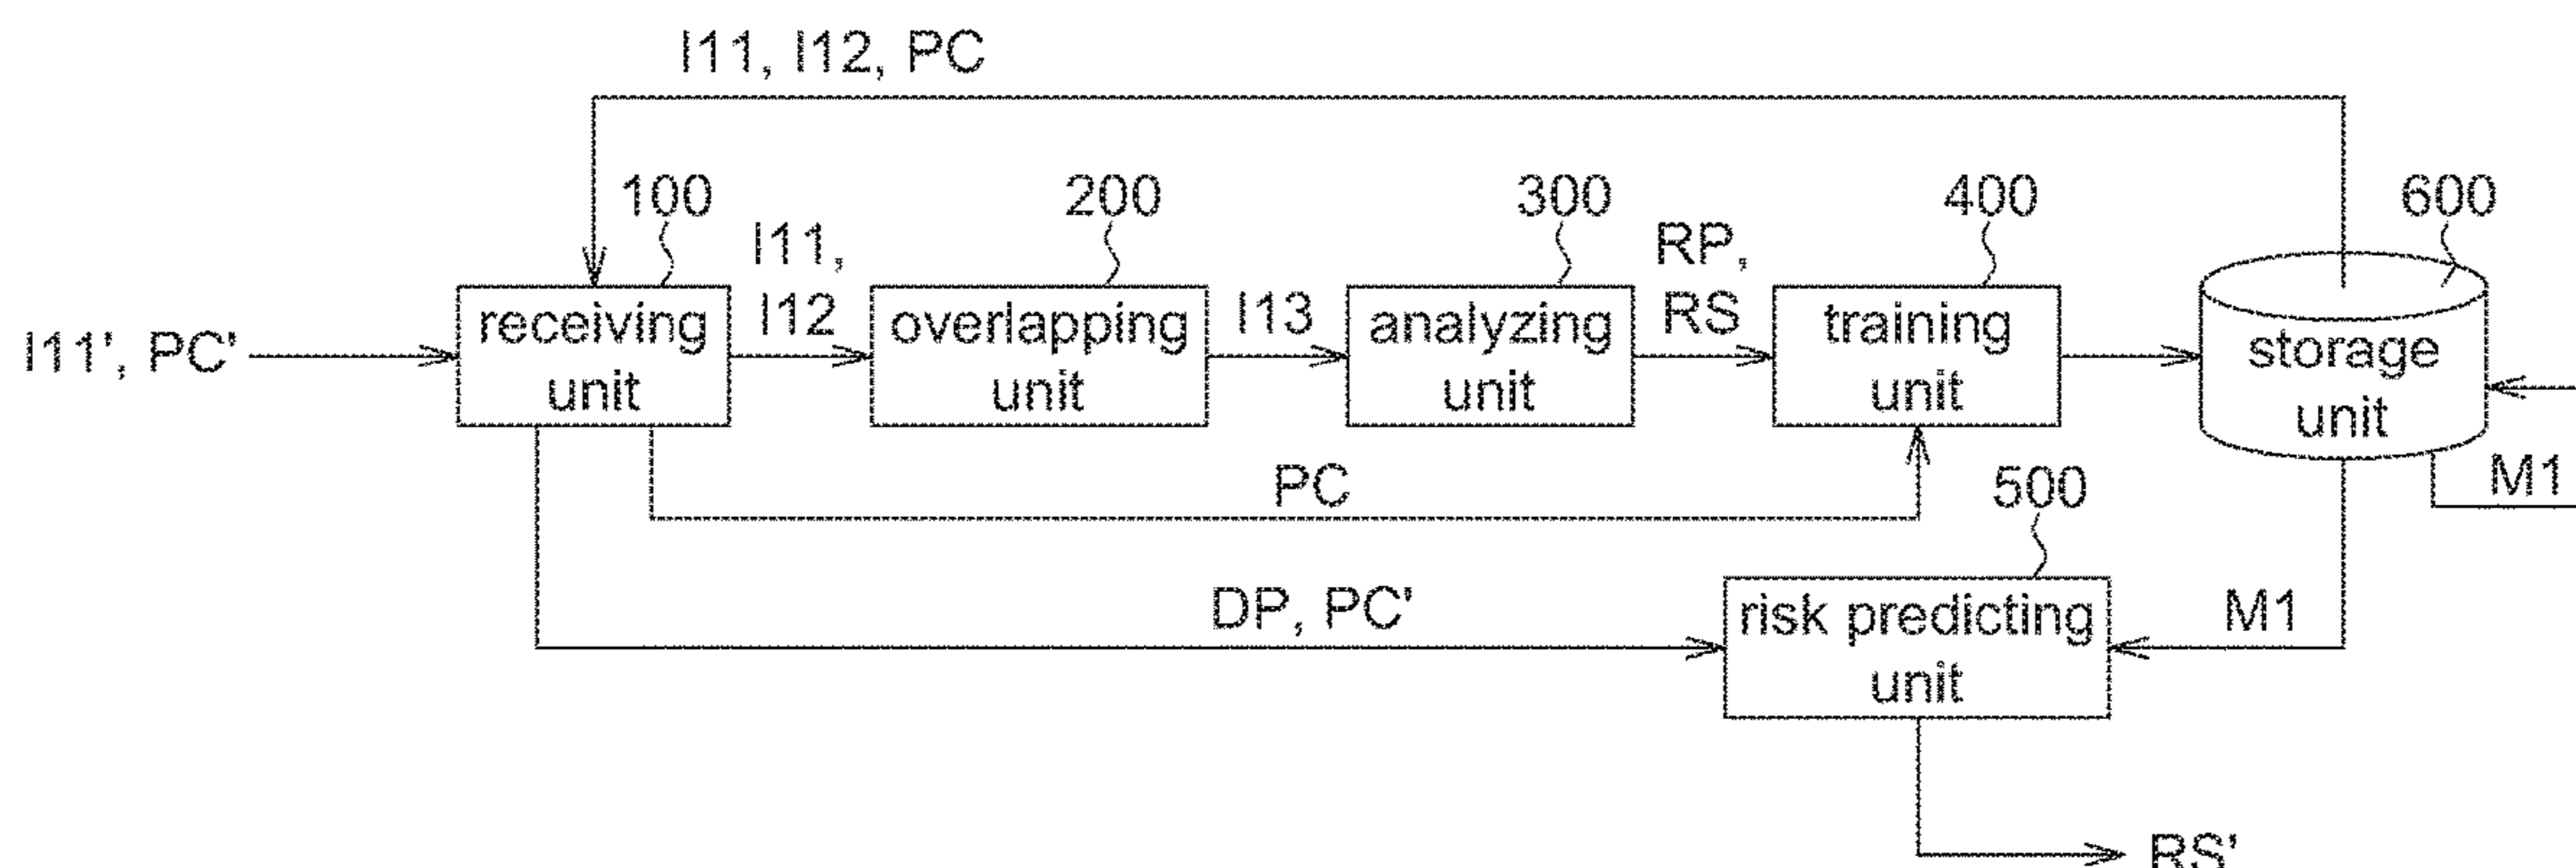 I11, I12, PC
100
200
300
400
600
I11', PC'
receiving
unit
I11,
I12
overlapping
unit
I13
analyzing
unit
RP,
RS
training
unit
storage
unit
PC
M1
500
DP, PC'
risk predicting
unit
M1
RS'